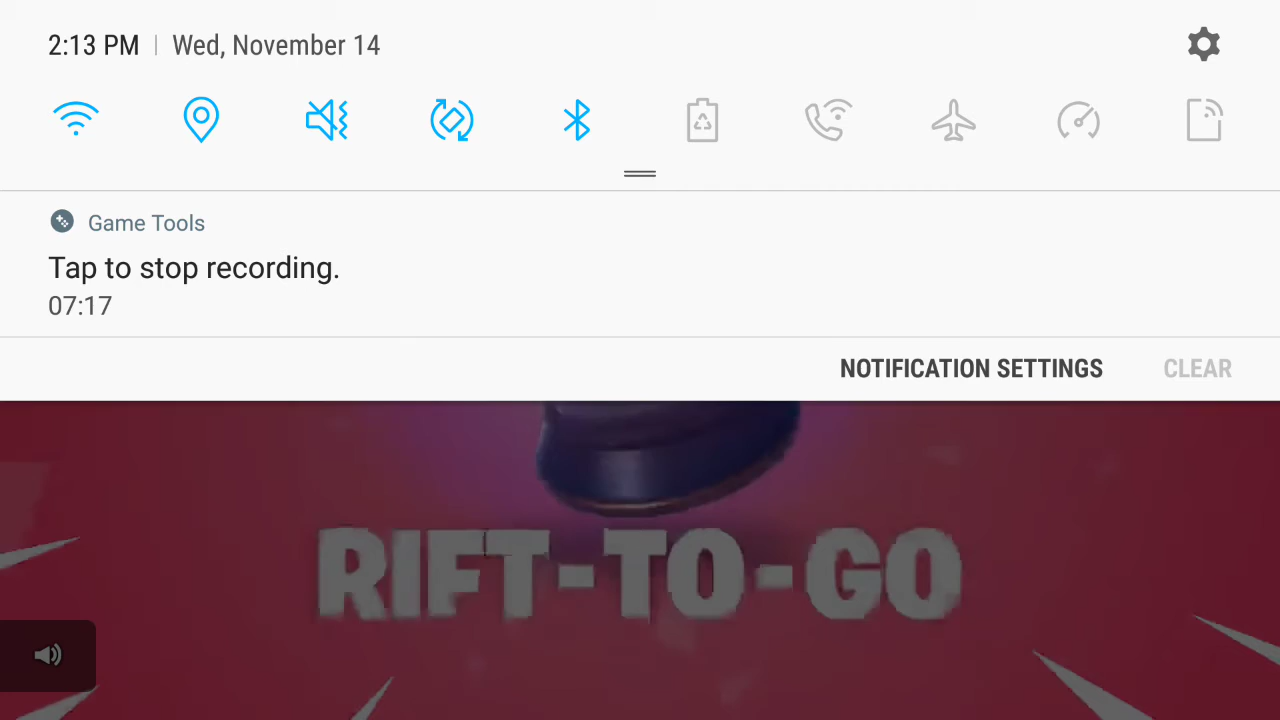 2:13 PM | Wed, November 14
Game Tools
Tap to stop recording.
07:17
NOTIFICATION SETTINGS CLEAR
RIFT-TO-GO